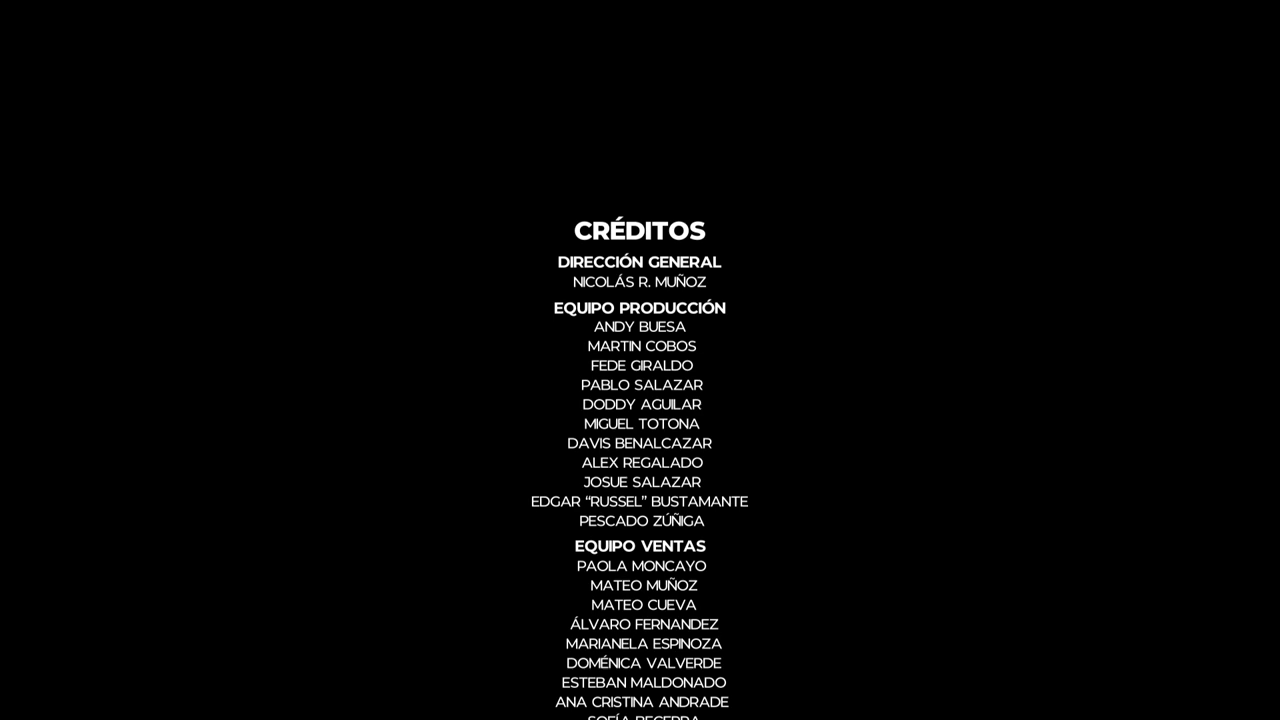 CRÉDITOS
DIRECCIÓN GENERAL
NICOLÁS R. MUÑOZ
EQUIPO PRODUCCIÓN
ANDY BUESA
MARTIN COBOS
FEDE GIRALDO
PABLO SALAZAR
DODDY AGUILAR
MIGUEL TOTONA
DAVIS BENALCAZAR
ALEX REGALADO
JOSUE SALAZAR
EDGAR “RUSSEL” BUSTAMANTE
PESCADO ZÚÑIGA
EQUIPO VENTAS
PAOLA MONCAYO
MATEO MUÑOZ
MATEO CUEVA
ÁLVARO FERNANDEZ
MARIANELA ESPINOZA
DOMÉNICA VALVERDE
ESTEBAN MALDONADO
ANA CRISTINA ANDRADE
SOFÍA BECERRA